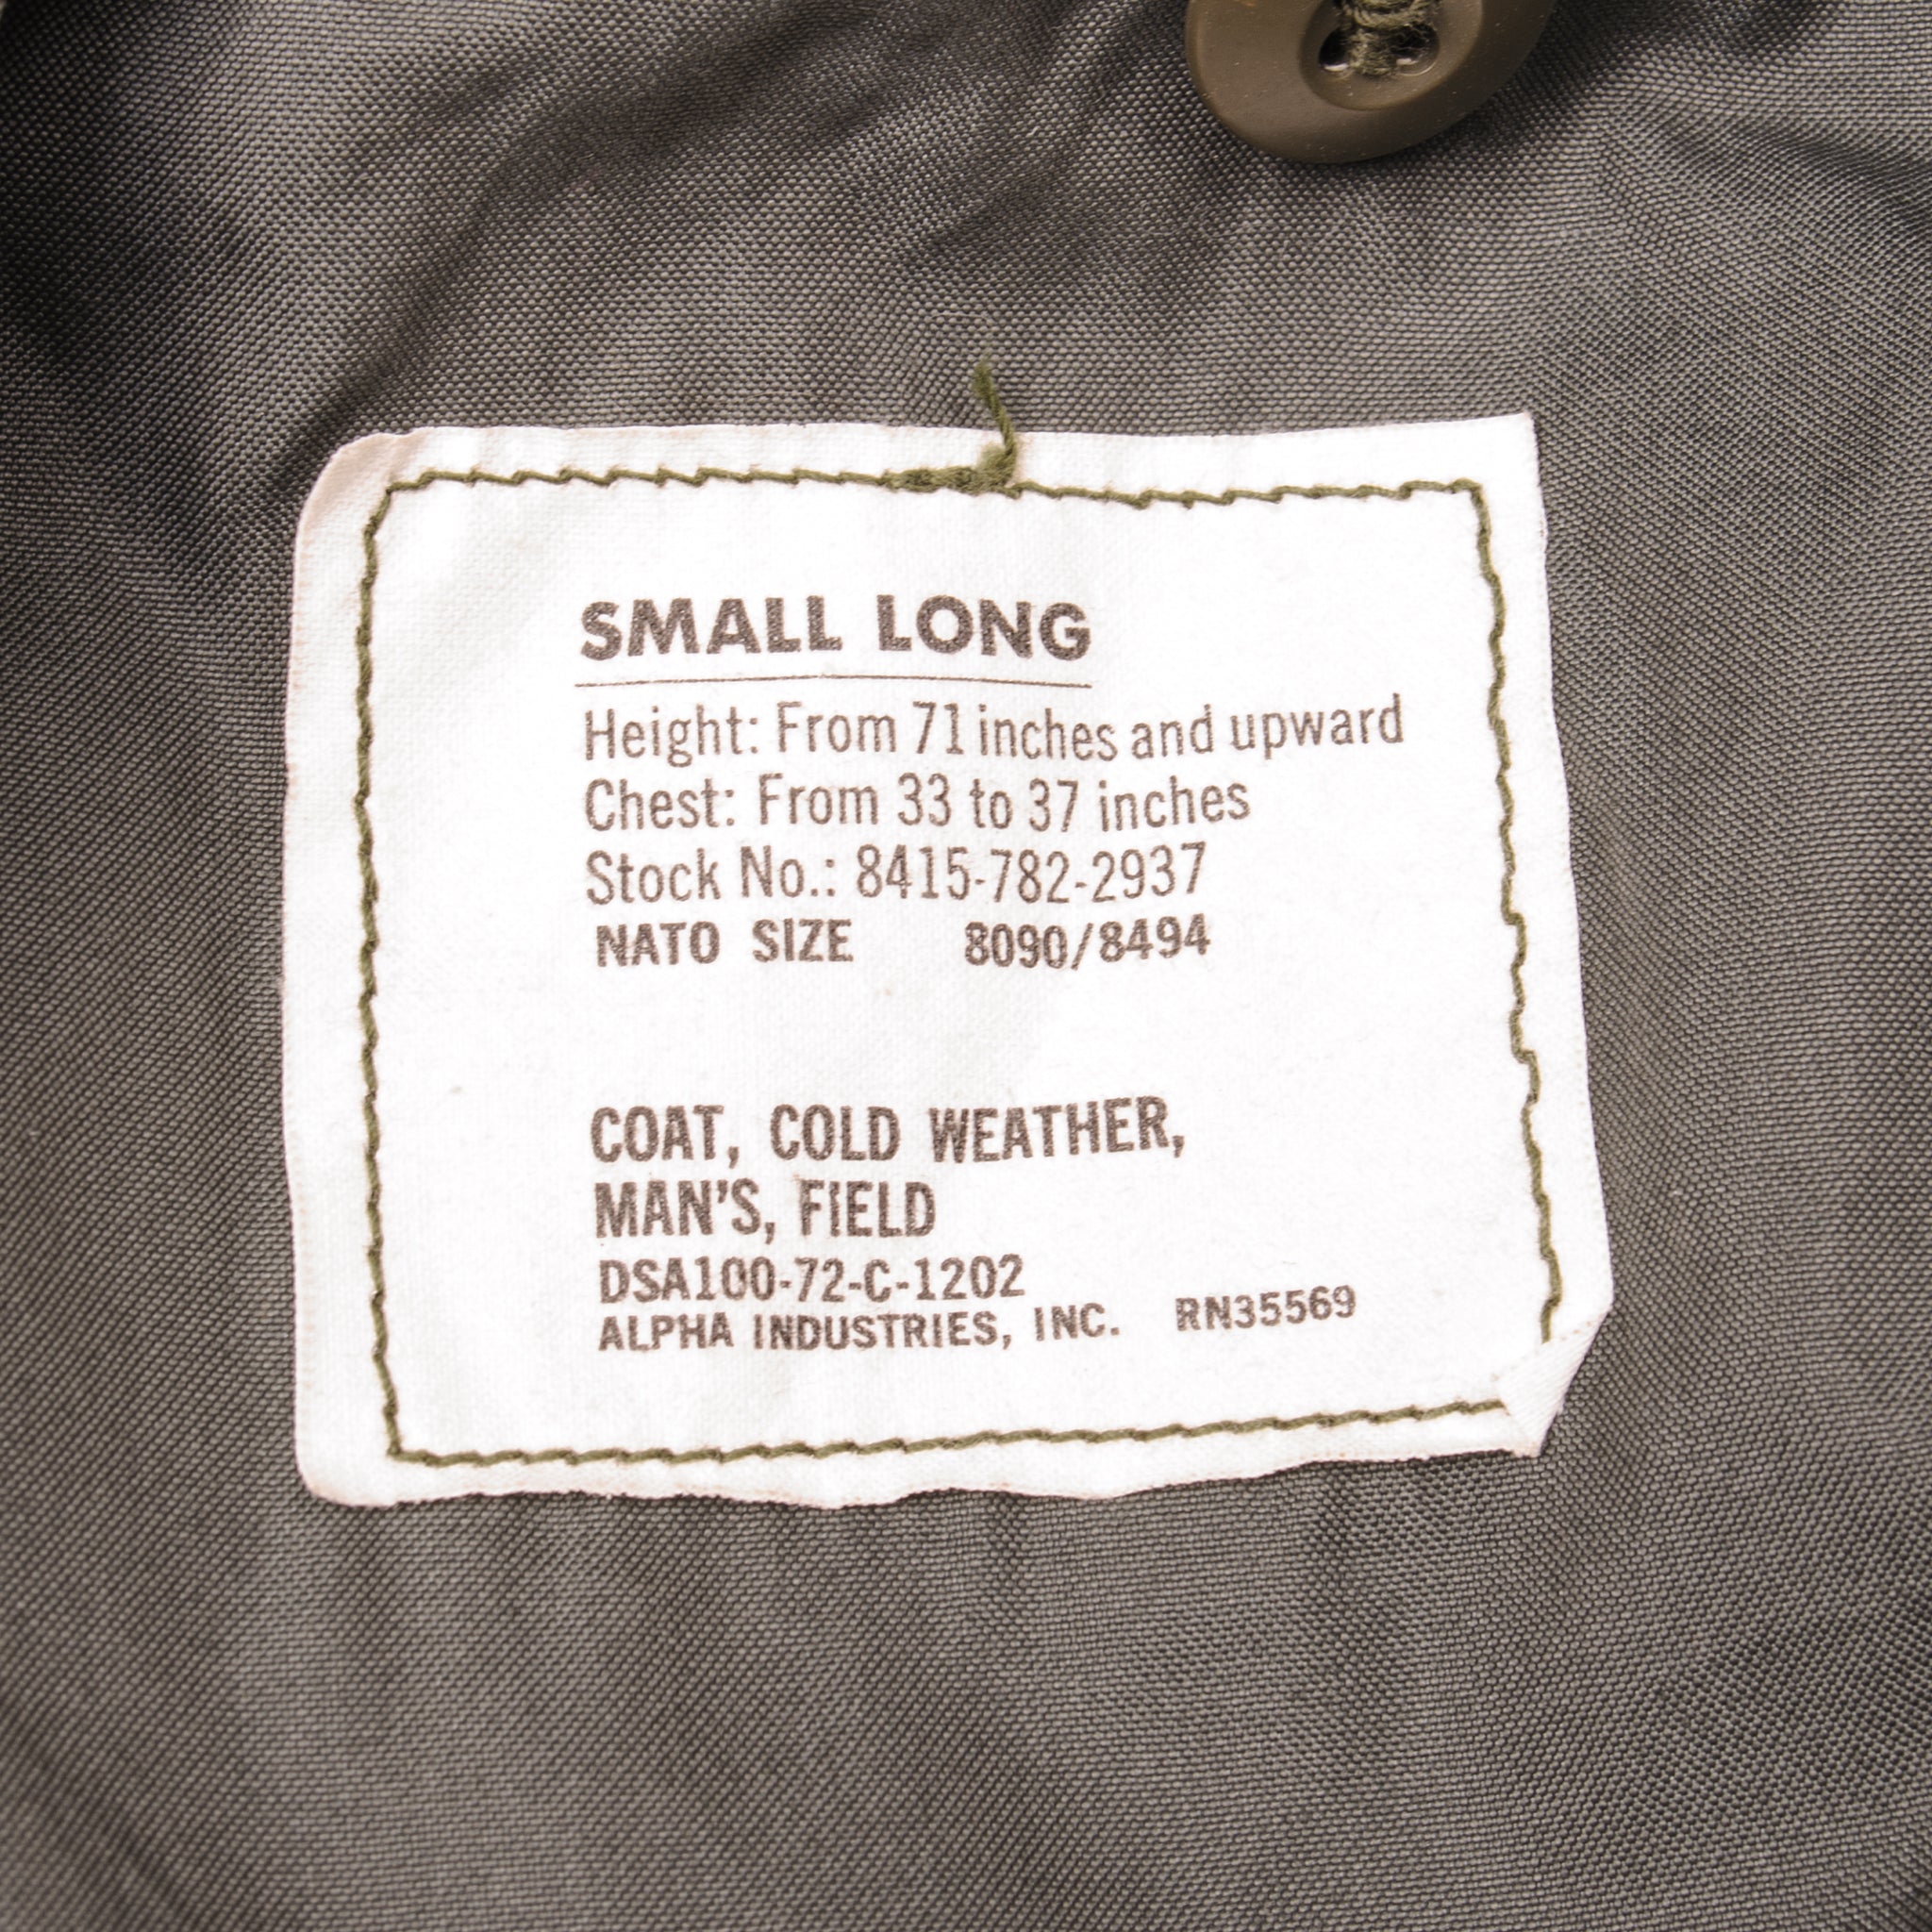 SMALL LONG
Height: From 71 inches and upward
Chest: From 33 to 37 inches
Stock No.: 8415-782-2937
NATO SIZE 8090/8494
COAT, COLD WEATHER,
MAN'S, FIELD
DSA100-72-C-1202
ALPHA INDUSTRIES, INC. RN35569